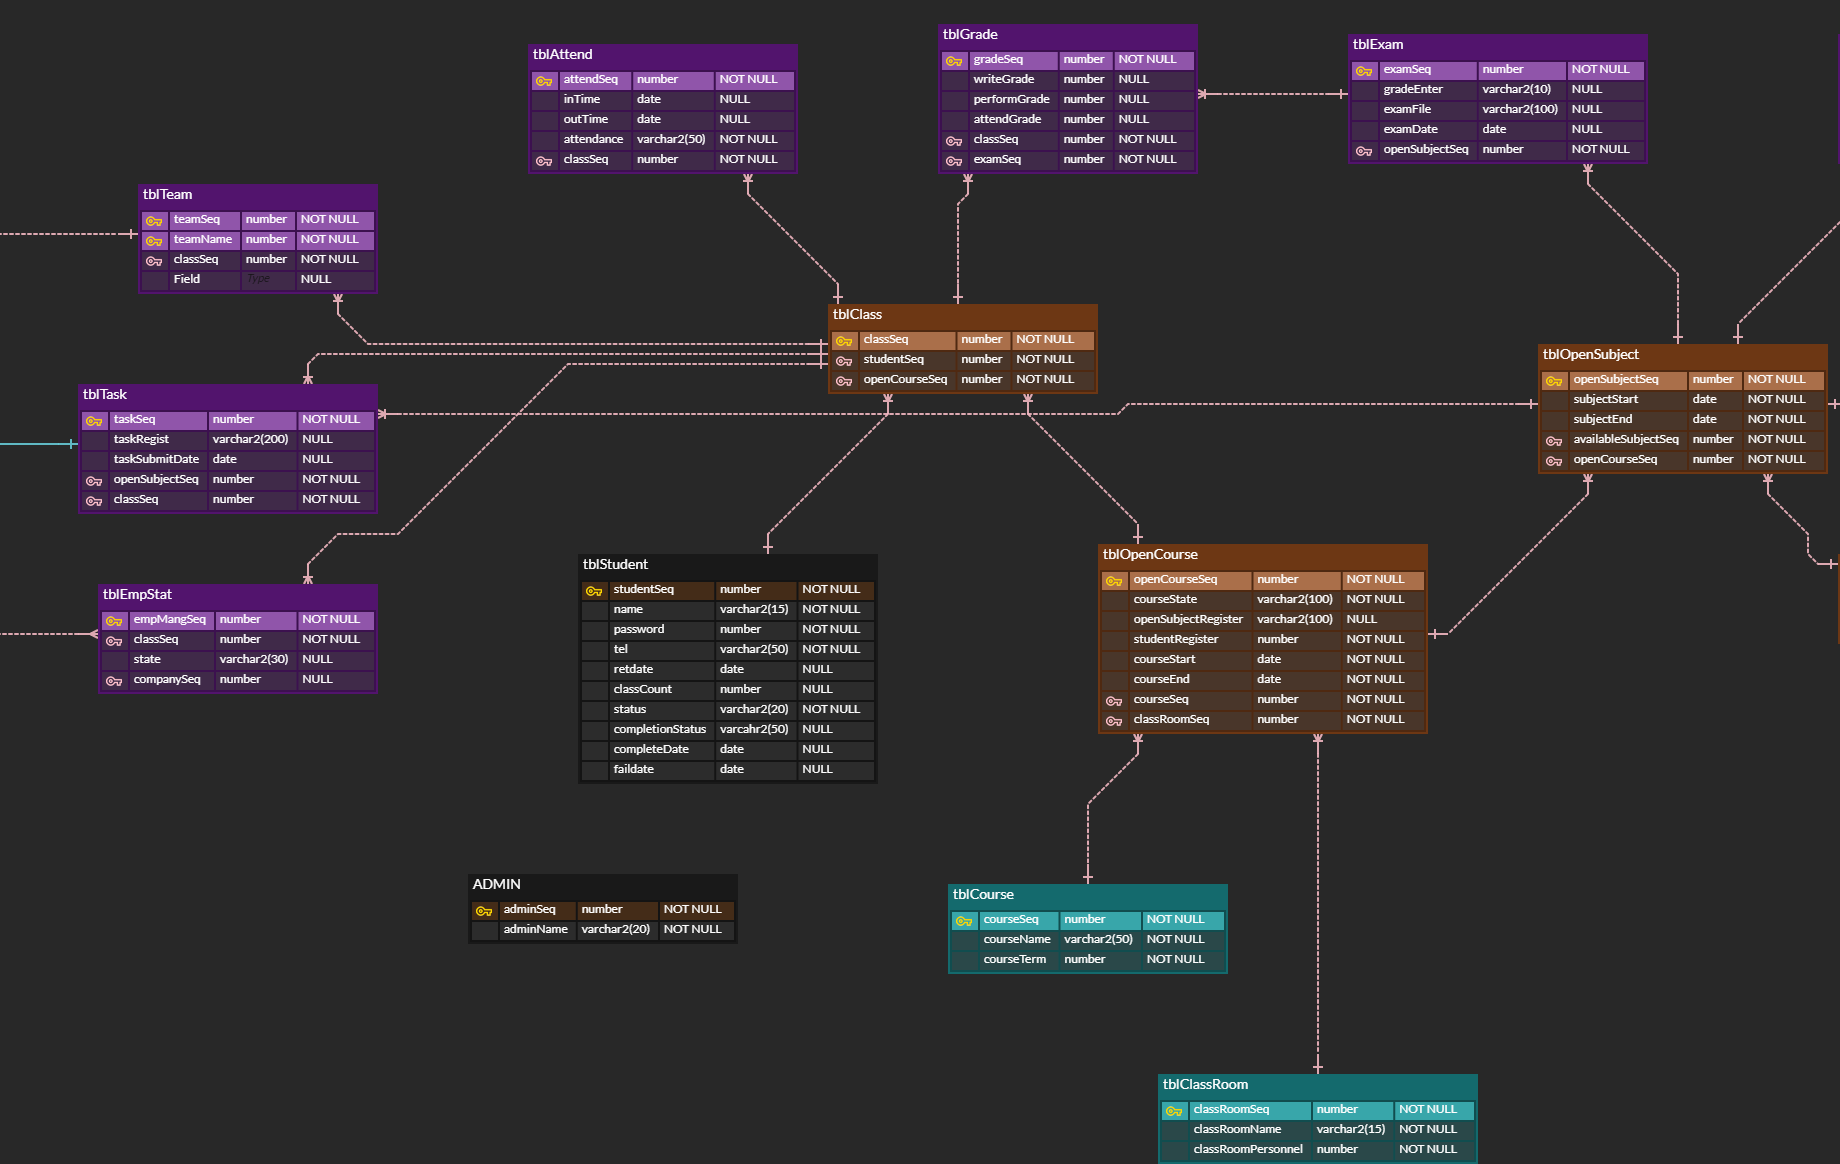 tblAttend
attendSeq number NOT NULL
inTime date NULL
outTime date NULL
attendance varchar2(50) NOT NULL
classSeq number NOT NULL
tblGrade
gradeSeq number NOT NULL
writeGrade number NULL
performGrade number NULL
attendGrade number NULL
classSeq number NOT NULL
examSeq number NOT NULL
tblExam
examSeq number NOT NULL
gradeEnter varchar2(10) NULL
examFile varchar2(100) NULL
examDate date NULL
openSubjectSeq number NOT NULL
tblTeam
teamSeq number NOT NULL
teamName number NOT NULL
classSeq number NOT NULL
Field Type NULL
tblClass
classSeq number NOT NULL
studentSeq number NOT NULL
openCourseSeq number NOT NULL
tblOpenSubject
openSubjectSeq number NOT NULL
subjectStart date NOT NULL
subjectEnd date NOT NULL
availableSubjectSeq number NOT NULL
openCourseSeq number NOT NULL
tblTask
taskSeq number NOT NULL
taskRegist varchar2(200) NULL
taskSubmitDate date NULL
openSubjectSeq number NOT NULL
classSeq number NOT NULL
tblEmpStat
empMangSeq number NOT NULL
classSeq number NOT NULL
state varchar2(30) NULL
companySeq number NULL
tblStudent
studentSeq number NOT NULL
name varchar2(15) NOT NULL
password number NOT NULL
tel varchar2(50) NOT NULL
retdate date NULL
classCount number NULL
status varchar2(20) NOT NULL
completionStatus varcahr2(50) NULL
completeDate date NULL
faildate date NULL
tblOpenCourse
openCourseSeq number NOT NULL
courseState varchar2(100) NOT NULL
openSubjectRegister varchar2(100) NULL
studentRegister number NOT NULL
courseStart date NOT NULL
courseEnd date NOT NULL
courseSeq number NOT NULL
classRoomSeq number NOT NULL
ADMIN
adminSeq number NOT NULL
adminName varchar2(20) NOT NULL
tblCourse
courseSeq number NOT NULL
courseName varchar2(50) NOT NULL
courseTerm number NOT NULL
tblClassRoom
classRoomSeq number NOT NULL
classRoomName varchar2(15) NOT NULL
classRoomPersonnel number NOT NULL